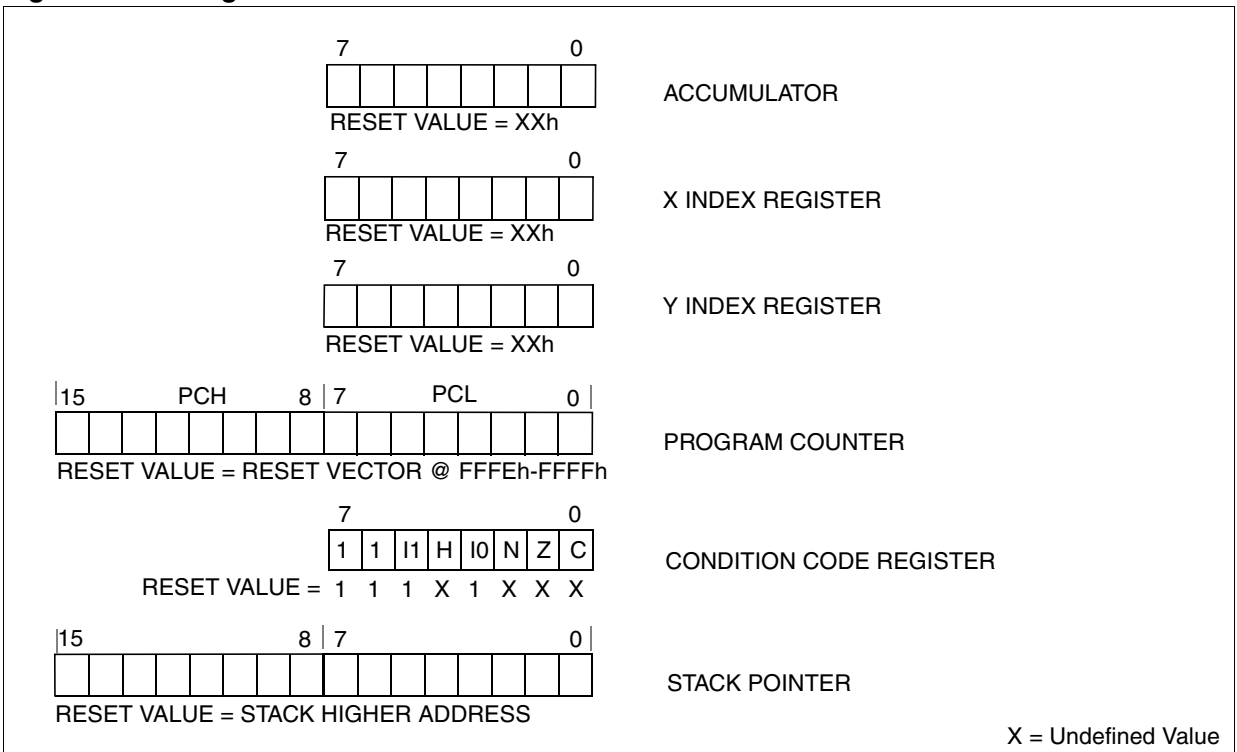 7 0
ACCUMULATOR
RESET VALUE = XXh
7 0
X INDEX REGISTER
RESET VALUE = XXh
7 0
Y INDEX REGISTER
RESET VALUE = XXh
15 PCH 8 7 PCL 0
PROGRAM COUNTER
RESET VALUE = RESET VECTOR @ FFFEh-FFFFh
7 0
1 1 I1 H I0 N Z C
CONDITION CODE REGISTER
RESET VALUE = 1 1 1 X 1 X X X
15 8 7 0
STACK POINTER
RESET VALUE = STACK HIGHER ADDRESS
X = Undefined Value